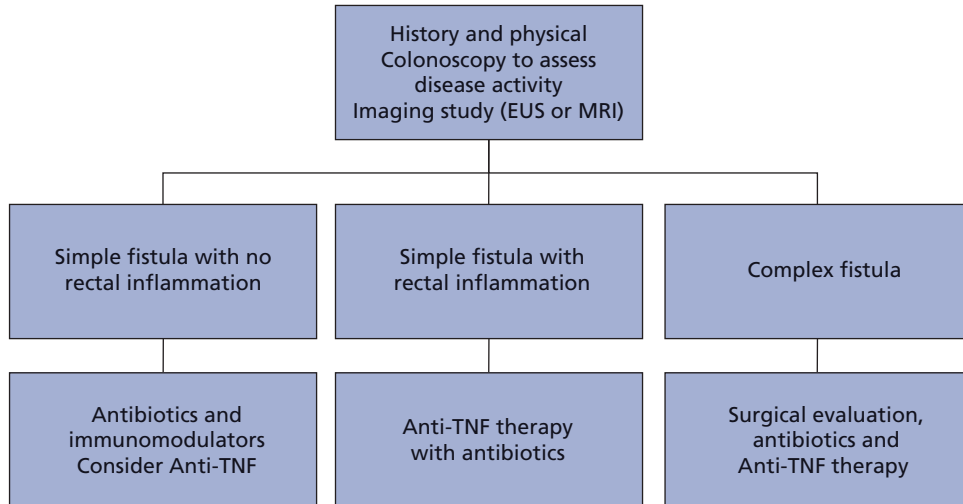 History and physical
Colonoscopy to assess
disease activity
Imaging study (EUS or MRI)
Simple fistula with no
rectal inflammation
Simple fistula with
rectal inflammation
Complex fistula
Antibiotics and
immunomodulators
Consider Anti-TNF
Anti-TNF therapy
with antibiotics
Surgical evaluation,
antibiotics and
Anti-TNF therapy